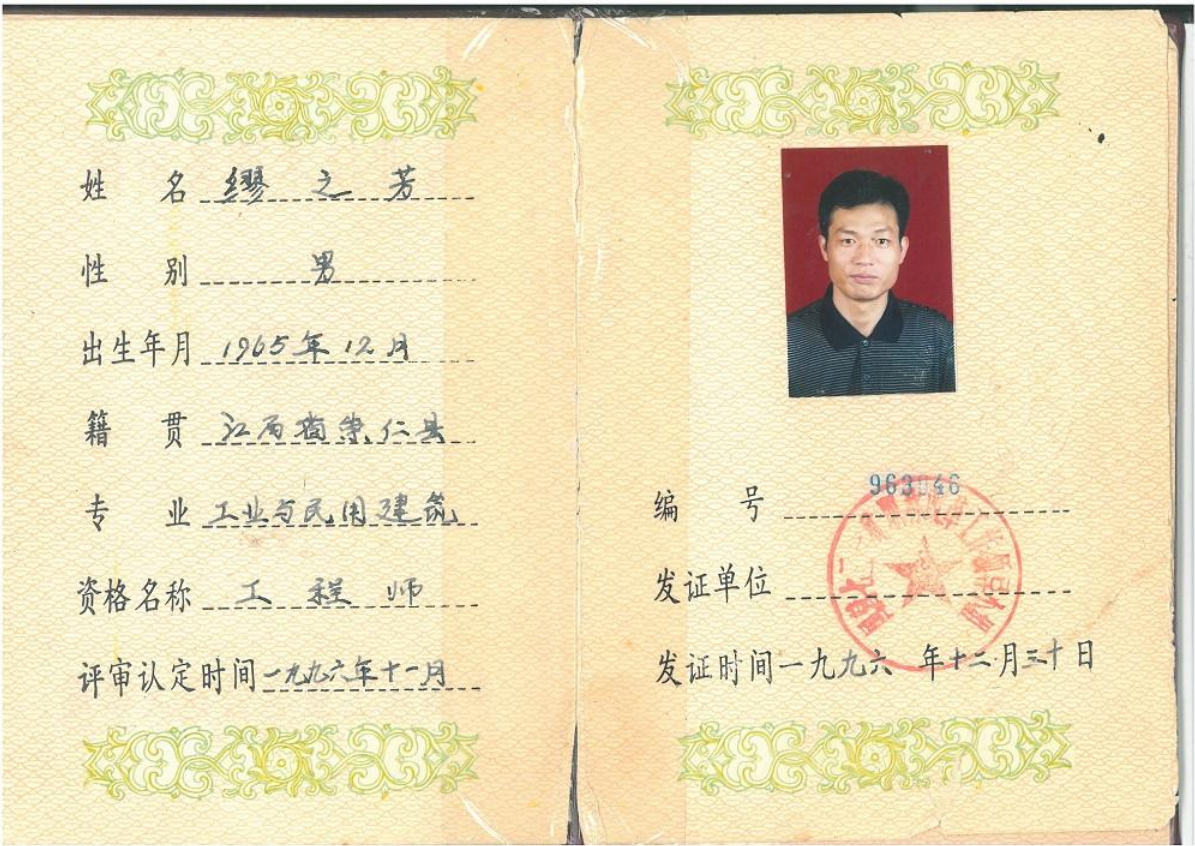 姓名 缪之芳
性别 男
出生年月 1965年12月
籍贯 江西省崇仁县
专业 工业与民用建筑
资格名称 工程师
评审认定时间 一九九六年十一月
编号 963046
发证单位
发证时间 一九九六年十二月三十日